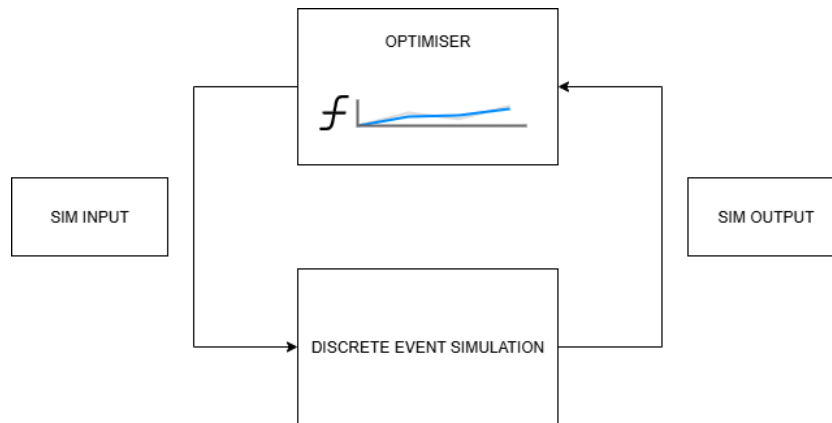 OPTIMISER
f
SIM INPUT
SIM OUTPUT
DISCRETE EVENT SIMULATION